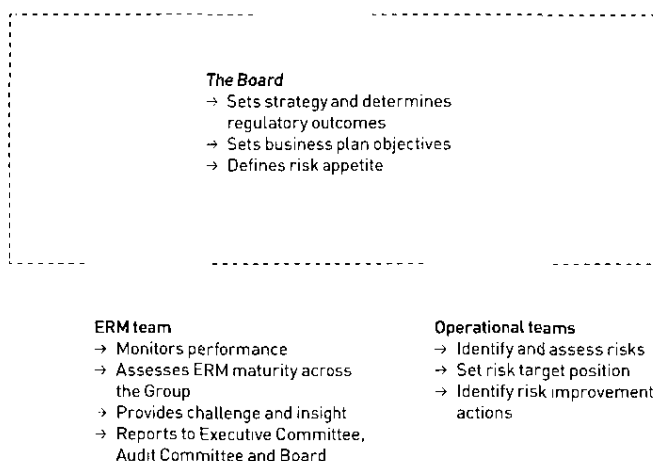 The Board
→ Sets strategy and determines
regulatory outcomes
→ Sets business plan objectives
→ Defines risk appetite
ERM team
→ Monitors performance
→ Assesses ERM maturity across
the Group
→ Provides challenge and insight
→ Reports to Executive Committee,
Audit Committee and Board
Operational teams
→ Identify and assess risks
→ Set risk target position
→ Identify risk improvement
actions